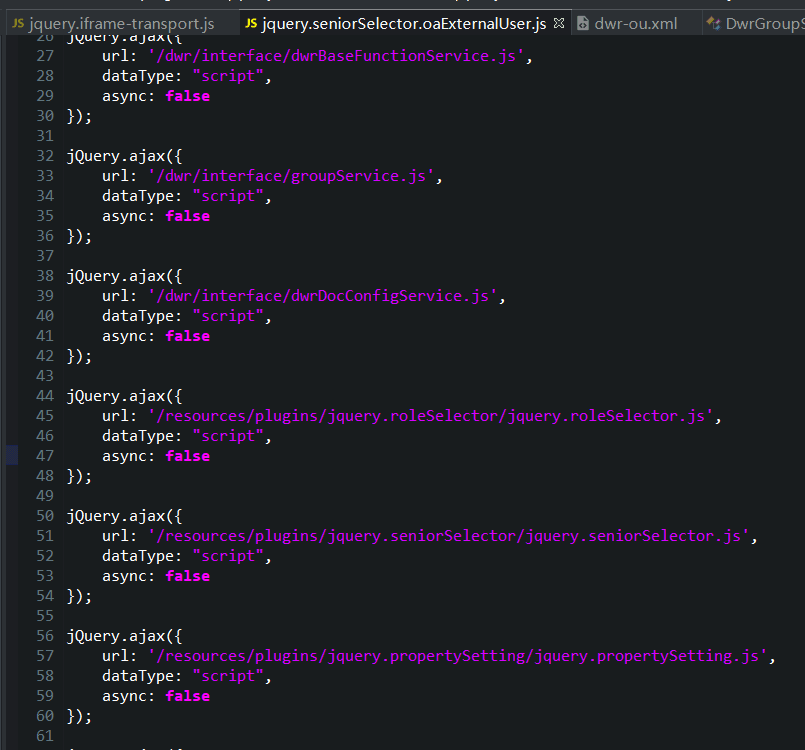 jquery.iframe-transport.js jquery.seniorSelector.oaExternalUser.js dwr-ou.xml DwrGroupS
26 jQuery.ajax({
27 url: '/dwr/interface/dwrBaseFunctionService.js',
28 dataType: "script",
29 async: false
30 });
31
32 jQuery.ajax({
33 url: '/dwr/interface/groupService.js',
34 dataType: "script",
35 async: false
36 });
37
38 jQuery.ajax({
39 url: '/dwr/interface/dwrDocConfigService.js',
40 dataType: "script",
41 async: false
42 });
43
44 jQuery.ajax({
45 url: '/resources/plugins/jquery.roleSelector/jquery.roleSelector.js',
46 dataType: "script",
47 async: false
48 });
49
50 jQuery.ajax({
51 url: '/resources/plugins/jquery.seniorSelector/jquery.seniorSelector.js',
52 dataType: "script",
53 async: false
54 });
55
56 jQuery.ajax({
57 url: '/resources/plugins/jquery.propertySetting/jquery.propertySetting.js',
58 dataType: "script",
59 async: false
60 });
61